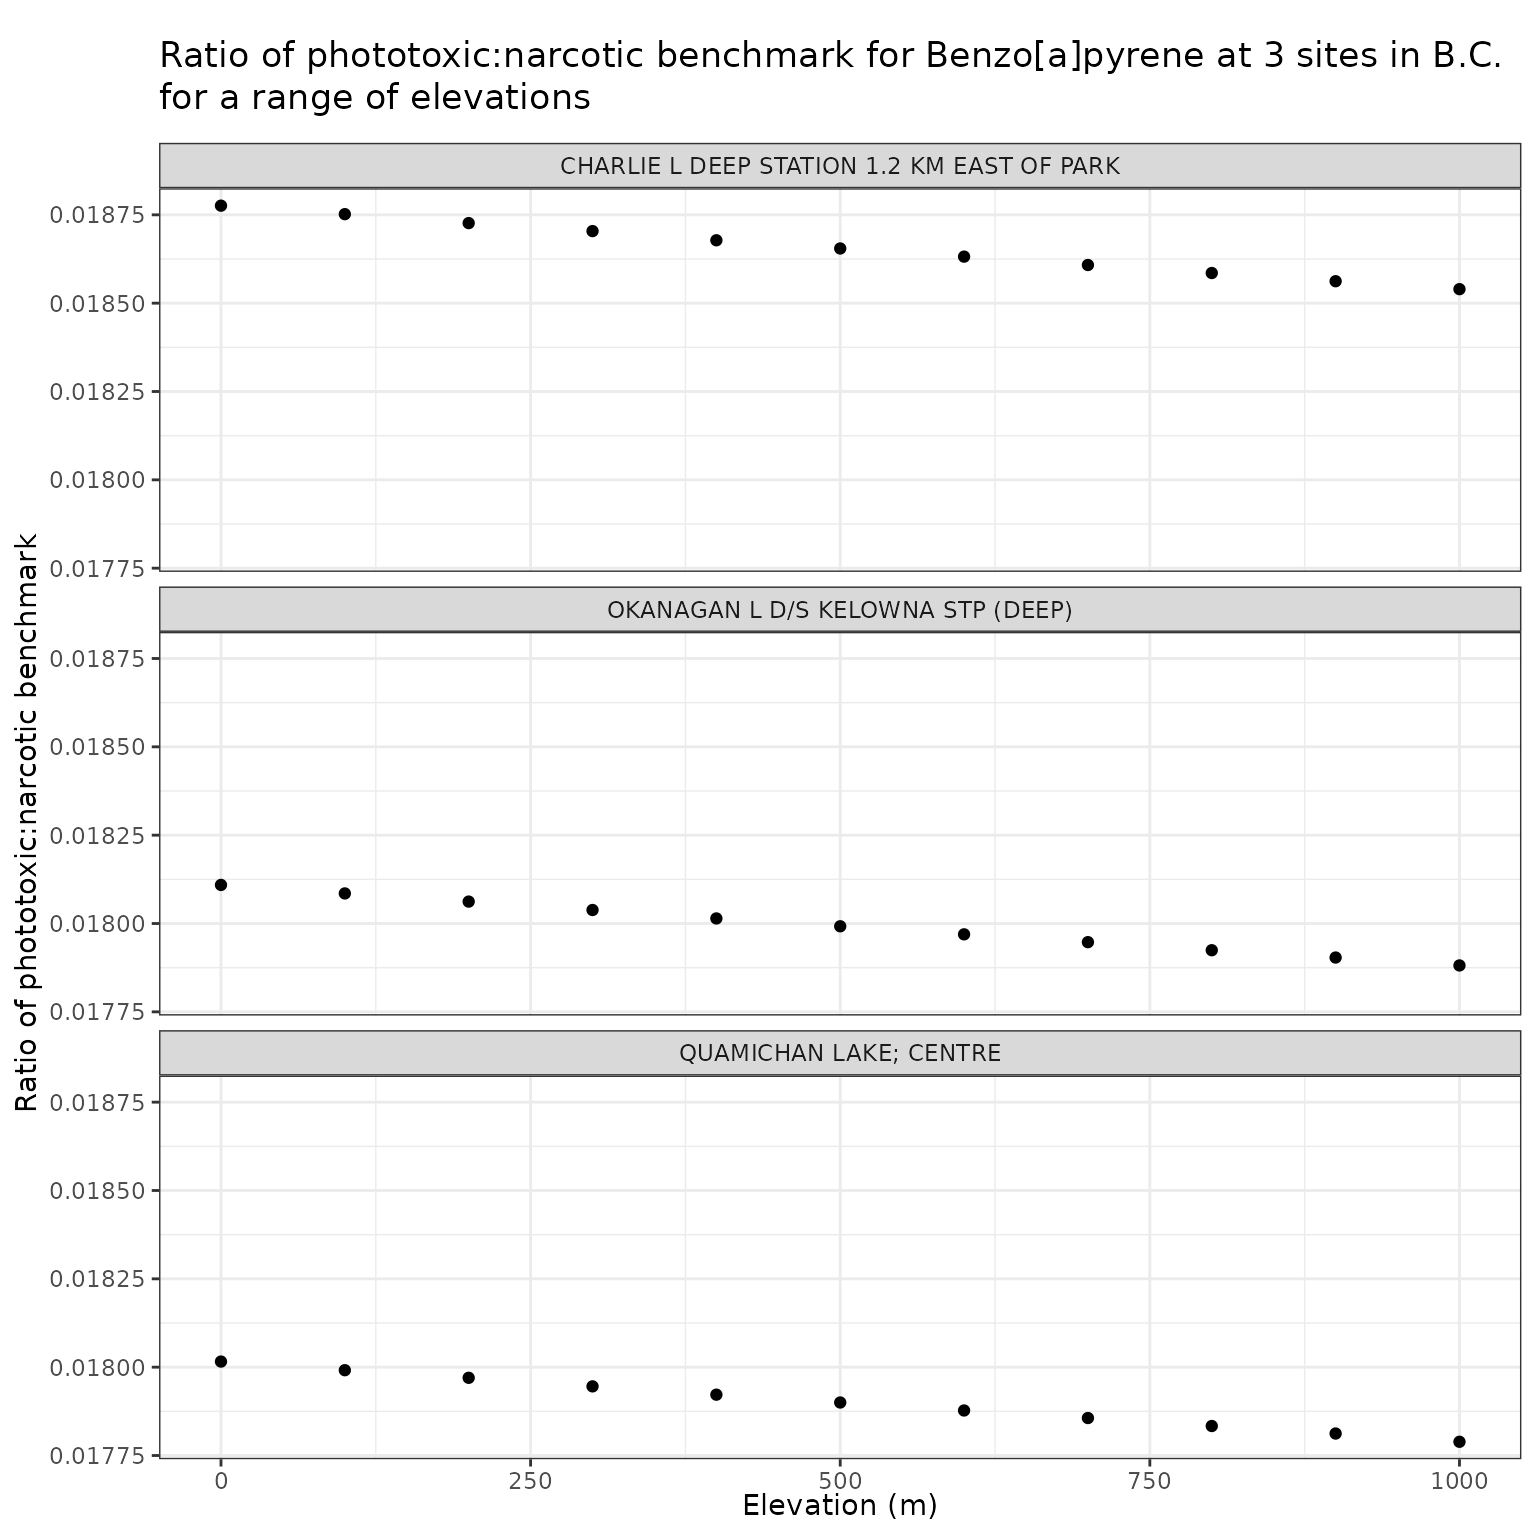 Ratio of phototoxic:narcotic benchmark for Benzo[a]pyrene at 3 sites in B.C.
for a range of elevations
Ratio of phototoxic:narcotic benchmark
CHARLIE L DEEP STATION 1.2 KM EAST OF PARK
0.01875
0.01850
0.01825
0.01800
0.01775
OKANAGAN L D/S KELOWNA STP (DEEP)
0.01875
0.01850
0.01825
0.01800
0.01775
QUAMICHAN LAKE; CENTRE
0.01875
0.01850
0.01825
0.01800
0.01775
0 250 500 750 1000
Elevation (m)